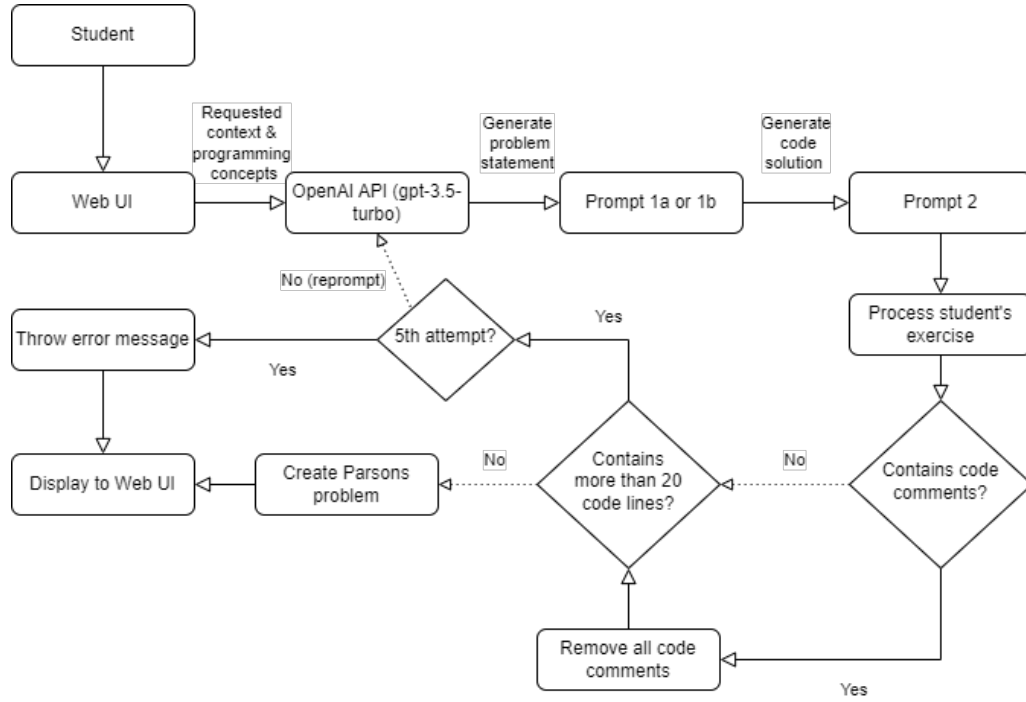 Student
Requested
context &
programming
concepts
Generate
problem
statement
Generate
code
solution
Web UI
OpenAI API (gpt-3.5-
turbo)
Prompt 1a or 1b
Prompt 2
No (reprompt)
Process student's
exercise
Throw error message
Yes
5th attempt?
Yes
Display to Web UI
Create Parsons
problem
No
Contains
more than 20
code lines?
No
Contains code
comments?
Remove all code
comments
Yes